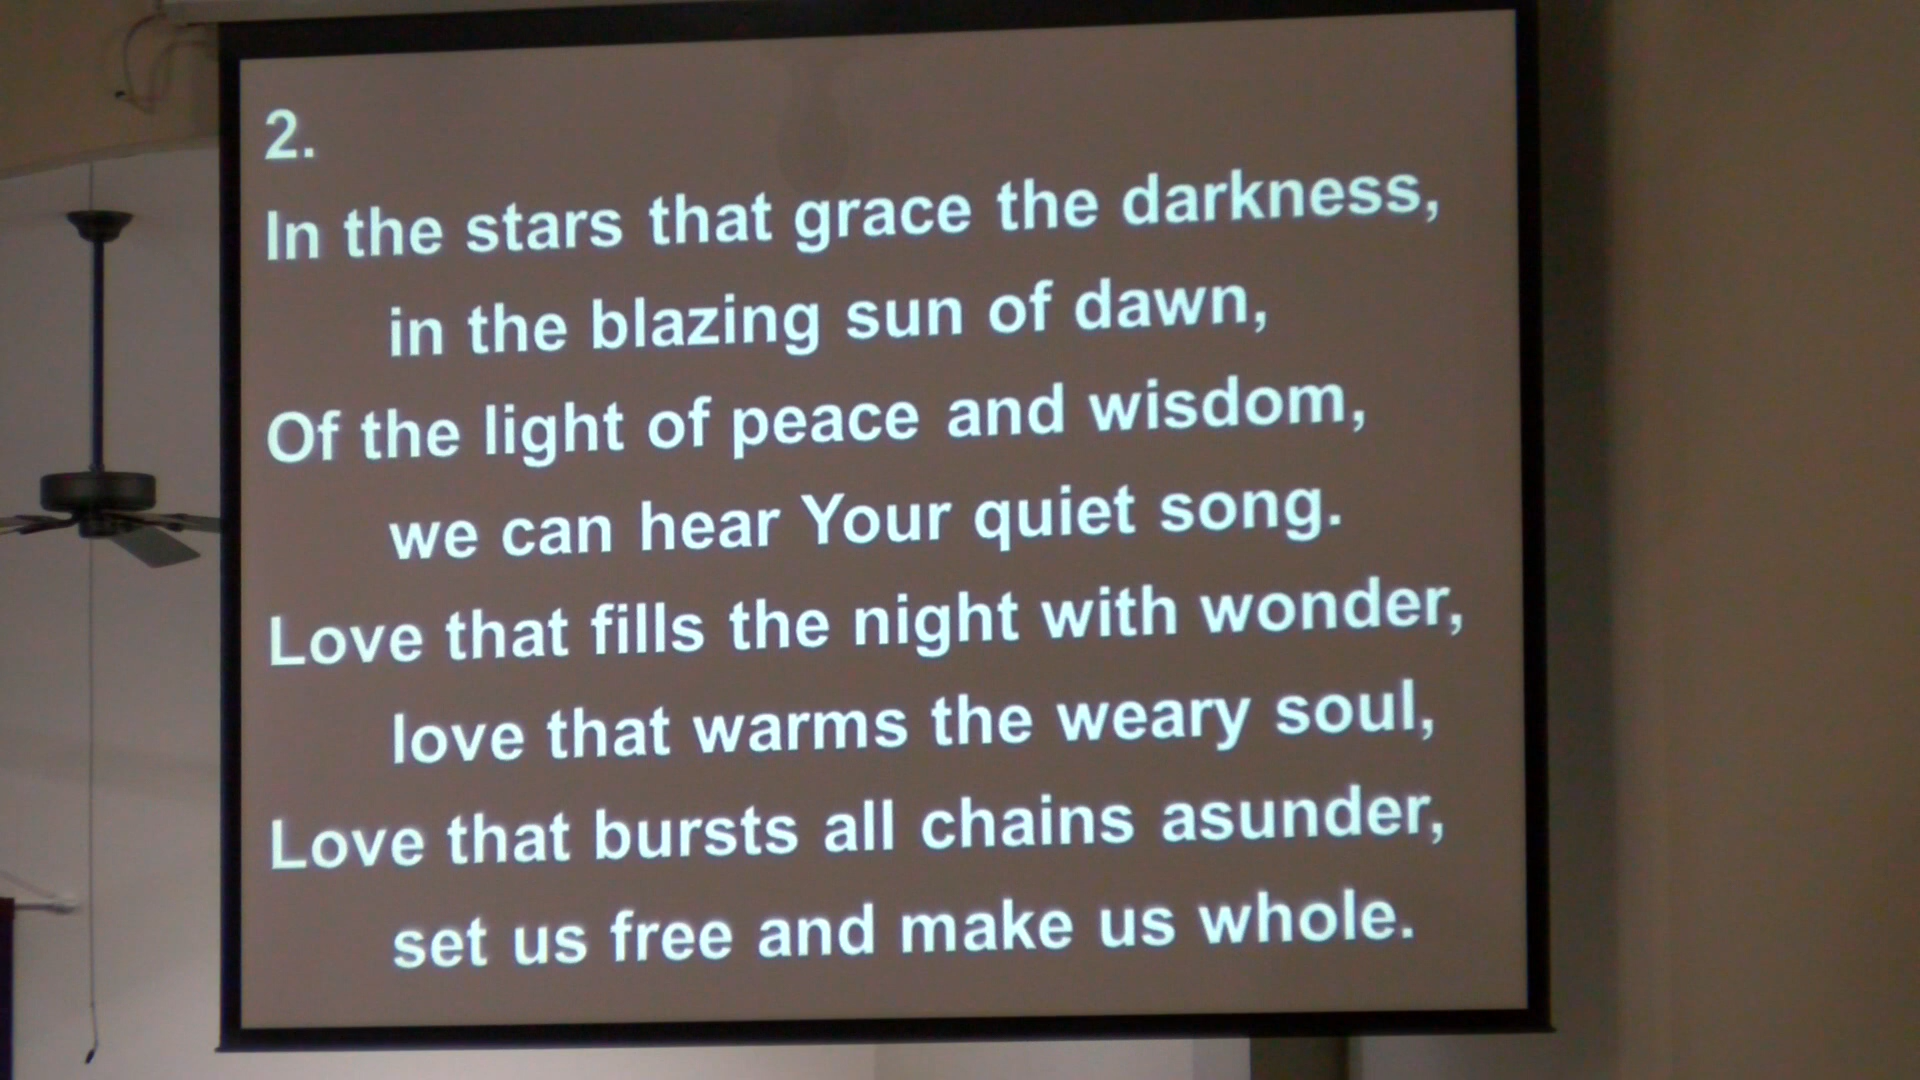 2.
In the stars that grace the darkness,
in the blazing sun of dawn,
Of the light of peace and wisdom,
we can hear Your quiet song.
Love that fills the night with wonder,
love that warms the weary soul,
Love that bursts all chains asunder,
set us free and make us whole.